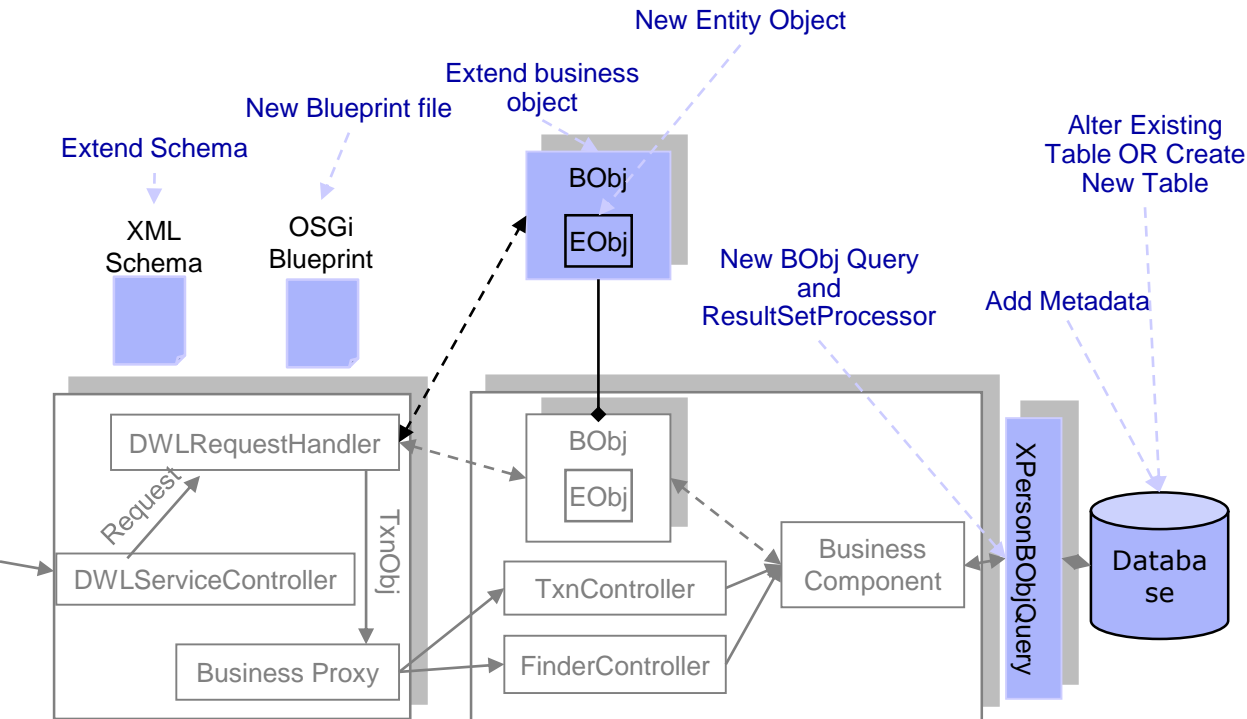 New Entity Object
Extend business
object
New Blueprint file
Extend Schema
Alter Existing
Table OR Create
New Table
XML
Schema
OSGi
Blueprint
BObj
EObj
New BObj Query
and
ResultSetProcessor
Add Metadata
DWLRequestHandler
Request
TxnObj
DWLServiceController
Business Proxy
BObj
EObj
TxnController
FinderController
Business
Component
XPersonBObjQuery
Databa
se